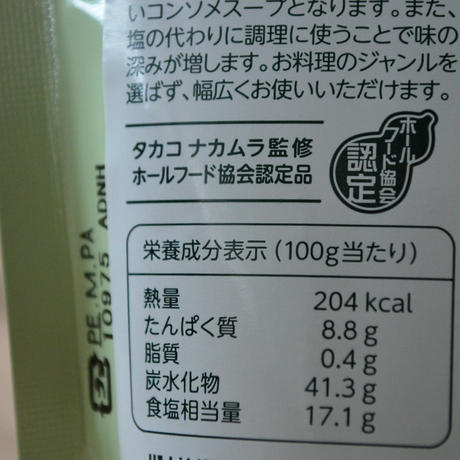 いコンソメスープとなります。また、
塩の代わりに調理に使うことで味の
深みが増します。お料理のジャンルを
選ばず、幅広くお使いいただけます。
タカコ ナカムラ監修
ホールフード協会認定品
ホール
フード協会
認定
栄養成分表示 (100g当たり)
熱量 204 kcal
たんぱく質 8.8 g
脂質 0.4 g
炭水化物 41.3 g
食塩相当量 17.1 g
プラ
PE.M.PA
10975 ADNH